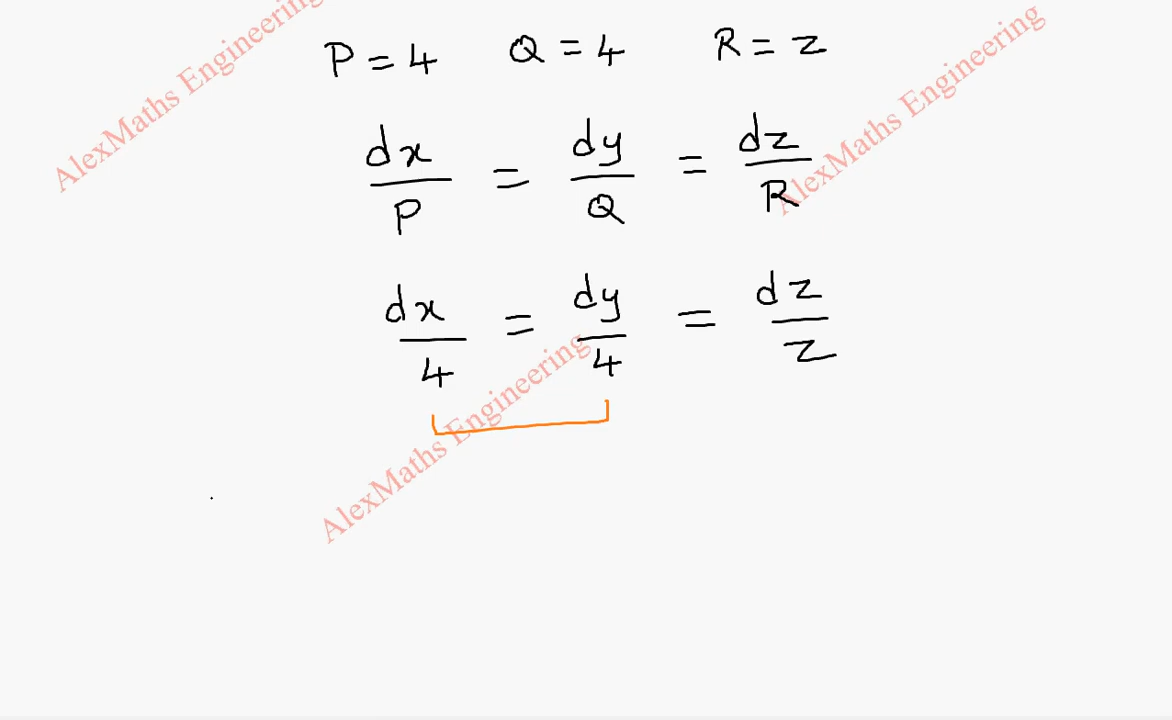 AlexMaths Engineering
AlexMaths Engineering
P = 4 Q = 4 R = z
dx/P = dy/Q = dz/R
dx/4 = dy/4 = dz/z
AlexMaths Engineering